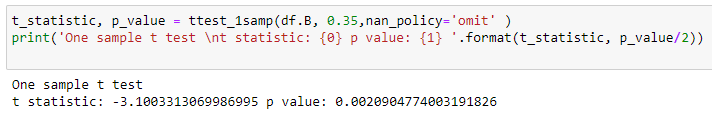 t_statistic, p_value = ttest_1samp(df.B, 0.35,nan_policy='omit' )
print('One sample t test \nt statistic: {0} p value: {1} '.format(t_statistic, p_value/2))
One sample t test
t statistic: -3.1003313069986995 p value: 0.0020904774003191826